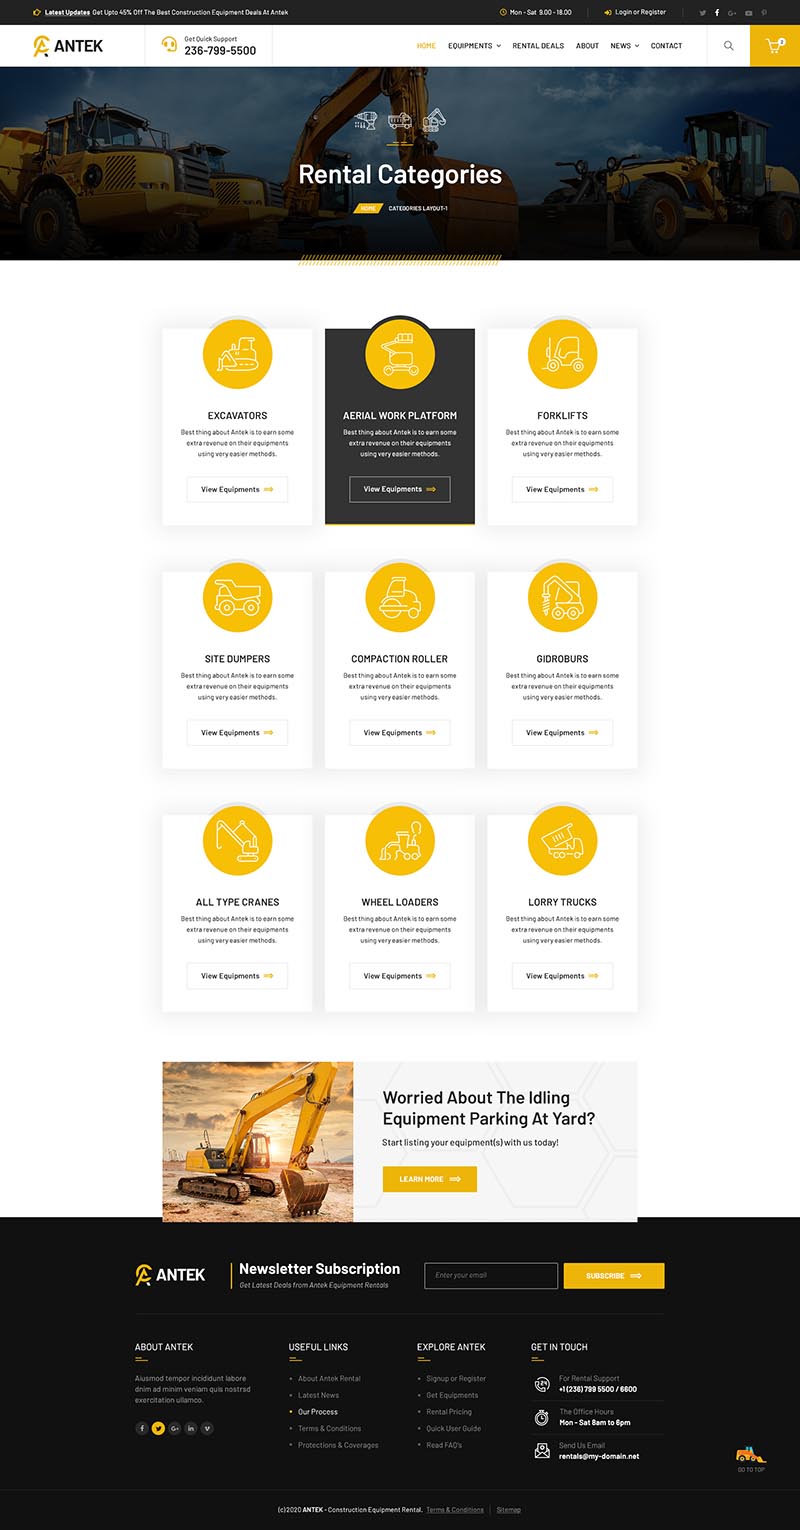 Latest Updates Get Upto 45% Off The Best Construction Equipment Deals At Antek
Mon - Sat 9.00 - 18.00
Login or Register
ANTEK
Get Quick Support
236-799-5500
HOME EQUIPMENTS RENTAL DEALS ABOUT NEWS CONTACT
Rental Categories
HOME CATEGORIES LAYOUT-1
EXCAVATORS
Best thing about Antek is to earn some
extra revenue on their equipments
using very easier methods.
View Equipments
AERIAL WORK PLATFORM
Best thing about Antek is to earn some
extra revenue on their equipments
using very easier methods.
View Equipments
FORKLIFTS
Best thing about Antek is to earn some
extra revenue on their equipments
using very easier methods.
View Equipments
SITE DUMPERS
Best thing about Antek is to earn some
extra revenue on their equipments
using very easier methods.
View Equipments
COMPACTION ROLLER
Best thing about Antek is to earn some
extra revenue on their equipments
using very easier methods.
View Equipments
GIDROBURS
Best thing about Antek is to earn some
extra revenue on their equipments
using very easier methods.
View Equipments
ALL TYPE CRANES
Best thing about Antek is to earn some
extra revenue on their equipments
using very easier methods.
View Equipments
WHEEL LOADERS
Best thing about Antek is to earn some
extra revenue on their equipments
using very easier methods.
View Equipments
LORRY TRUCKS
Best thing about Antek is to earn some
extra revenue on their equipments
using very easier methods.
View Equipments
Worried About The Idling
Equipment Parking At Yard?
Start listing your equipment(s) with us today!
LEARN MORE
ANTEK
Newsletter Subscription
Get Latest Deals from Antek Equipment Rentals
Enter your email
SUBSCRIBE
ABOUT ANTEK
Aiusmod tempor incididunt labore
dnim ad minim veniam quis nostrsd
exercitation ullamco.
USEFUL LINKS
About Antek Rental
Latest News
Our Process
Terms & Conditions
Protections & Coverages
EXPLORE ANTEK
Signup or Register
Get Equipments
Rental Pricing
Quick User Guide
Read FAQ's
GET IN TOUCH
For Rental Support
+1 (236) 799 5500 / 6600
The Office Hours
Mon - Sat 8am to 6pm
Send Us Email
rentals@my-domain.net
GO TO TOP
(c) 2020 ANTEK - Construction Equipment Rental. Terms & Conditions | Sitemap